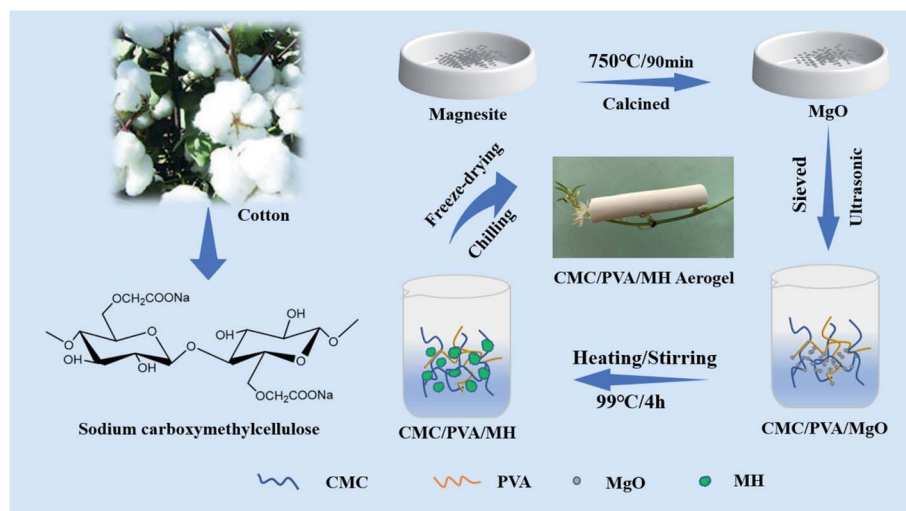 Cotton
OCH2COONa
O
O
OH
O
OH
OH
O
OH
O
O
OCH2COONa
Sodium carboxymethylcellulose
Magnesite
750℃/90min
Calcined
MgO
Sieved
Ultrasonic
Freeze-drying
Chilling
CMC/PVA/MH Aerogel
Heating/Stirring
99℃/4h
CMC/PVA/MH
CMC/PVA/MgO
CMC
PVA
MgO
MH